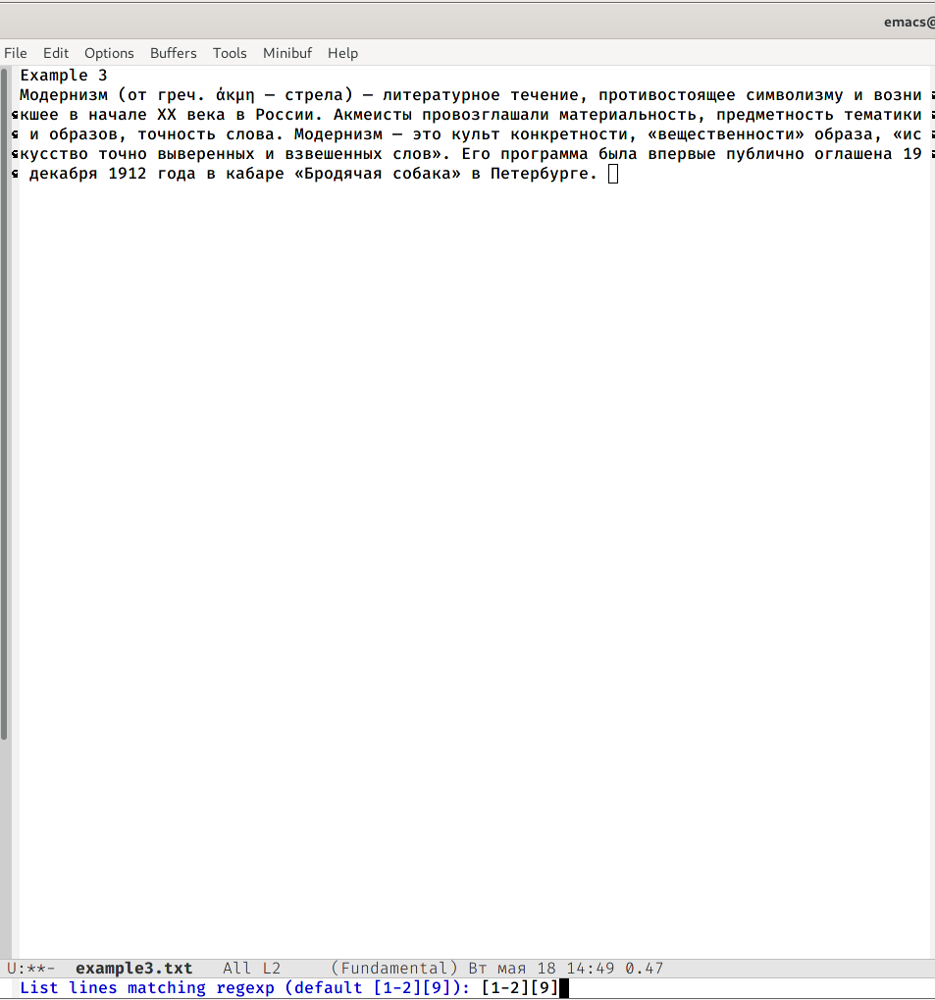 emacs@
File Edit Options Buffers Tools Minibuf Help
Example 3
Модернизм (от греч. άκμη — стрела) — литературное течение, противостоящее символизму и возни
кшее в начале XX века в России. Акмеисты провозглашали материальность, предметность тематики
и образов, точность слова. Модернизм — это культ конкретности, «вещественности» образа, «ис
кусство точно выверенных и взвешенных слов». Его программа была впервые публично оглашена 19
декабря 1912 года в кабаре «Бродячая собака» в Петербурге.
U:**- example3.txt All L2 (Fundamental) Вт мая 18 14:49 0.47
List lines matching regexp (default [1-2][9]): [1-2][9]